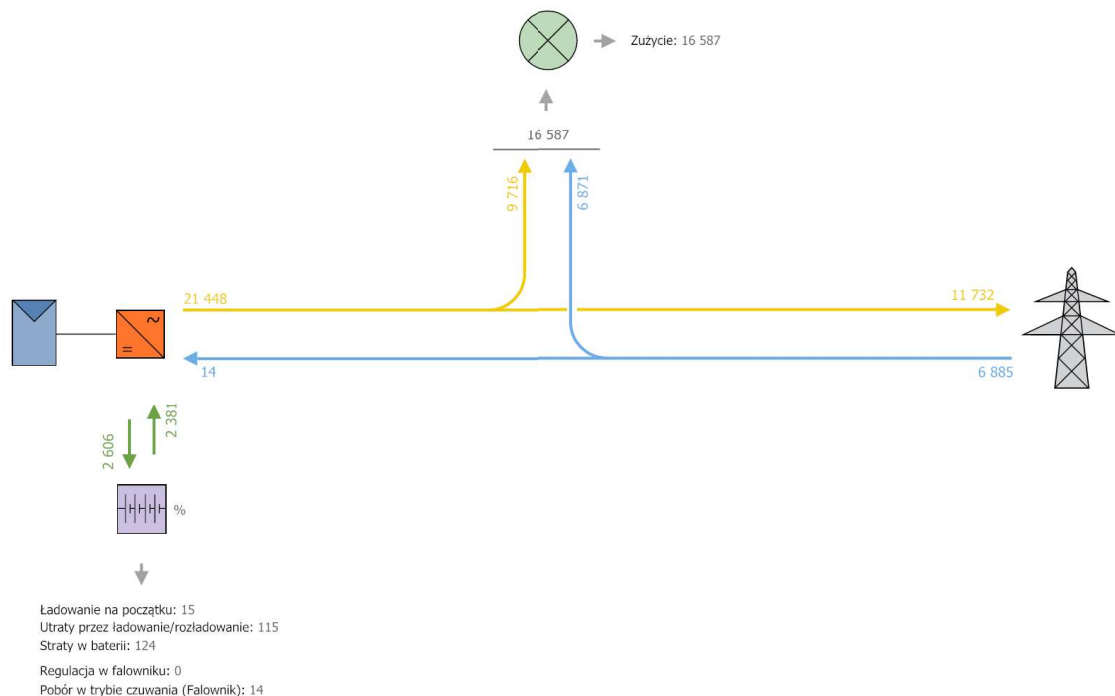 Zużycie: 16 587
16 587
9 716
6 871
21 448
11 732
14
6 885
2 606
2 381
%
Ładowanie na początku: 15
Utraty przez ładowanie/rozładowanie: 115
Straty w baterii: 124
Regulacja w falowniku: 0
Pobór w trybie czuwania (Falownik): 14